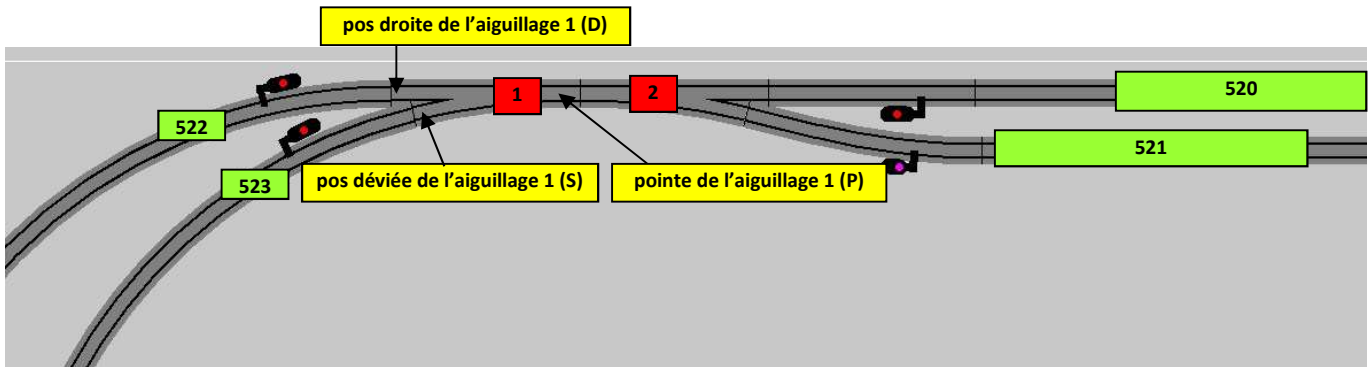 pos droite de l'aiguillage 1 (D)
1
2
520
522
521
523
pos déviée de l'aiguillage 1 (S)
pointe de l'aiguillage 1 (P)